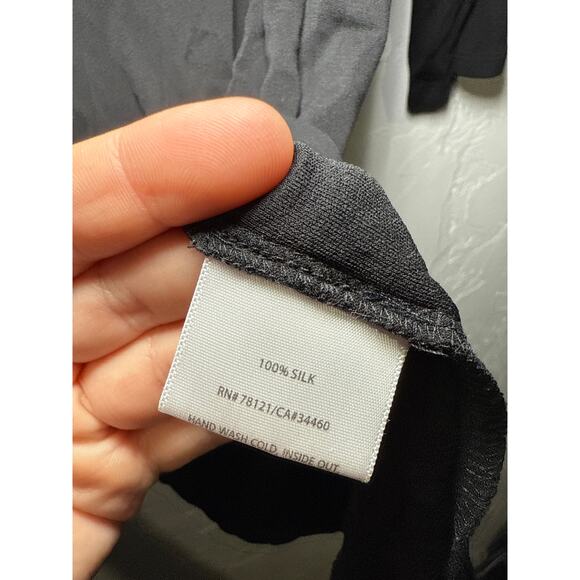 100% SILK
RN# 78121/CA#34460
HAND WASH COLD, INSIDE OUT